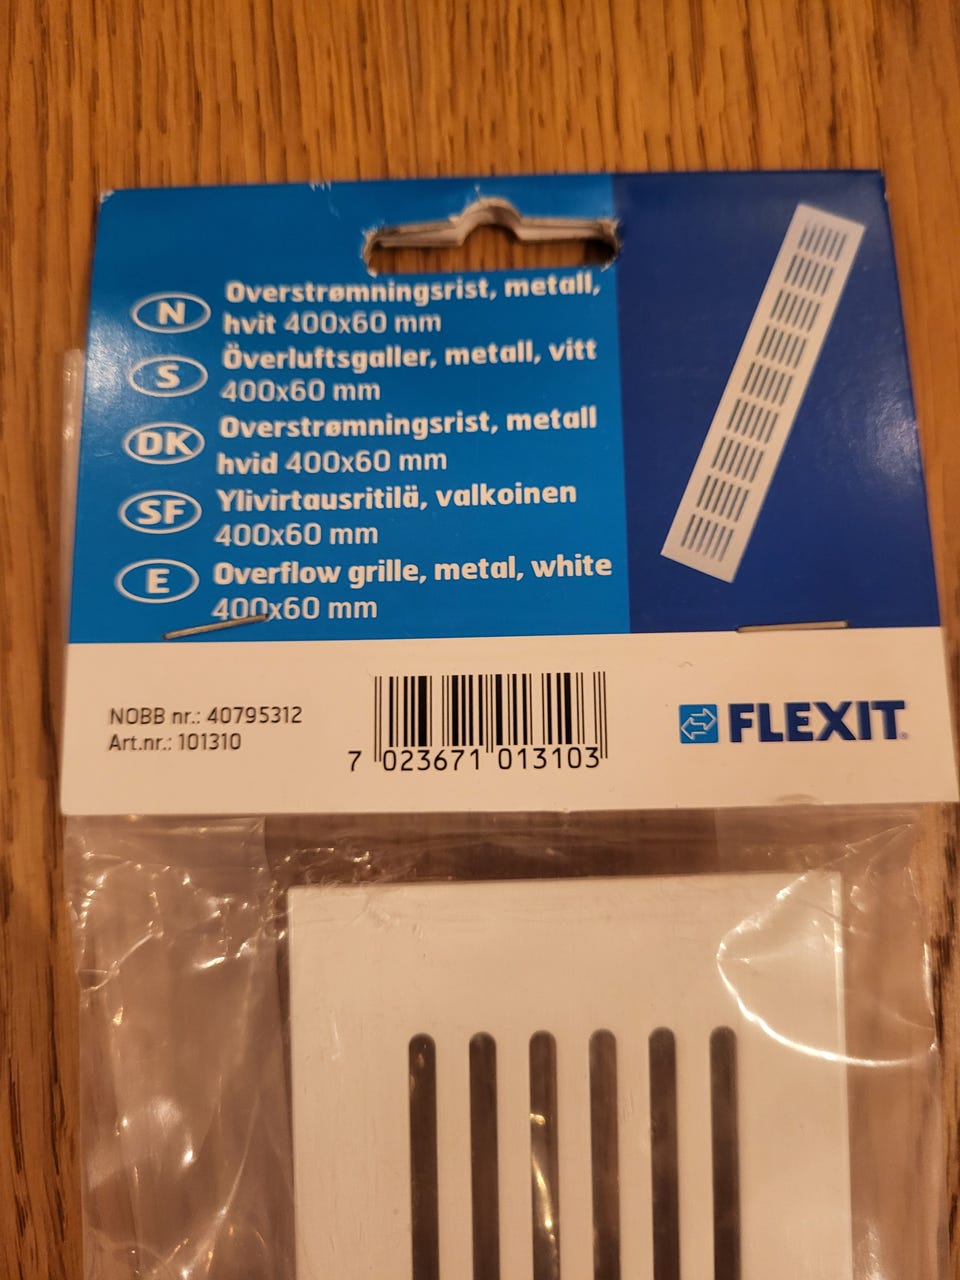 N
Overstrømningsrist, metall,
hvit 400x60 mm
S
Överluftsgaller, metall, vitt
400x60 mm
DK
Overstrømningsrist, metall
hvid 400x60 mm
SF
Ylivirtausritilä, valkoinen
400x60 mm
E
Overflow grille, metal, white
400x60 mm
NOBB nr.: 40795312
Art.nr.: 101310
7 023671 013103
FLEXIT®